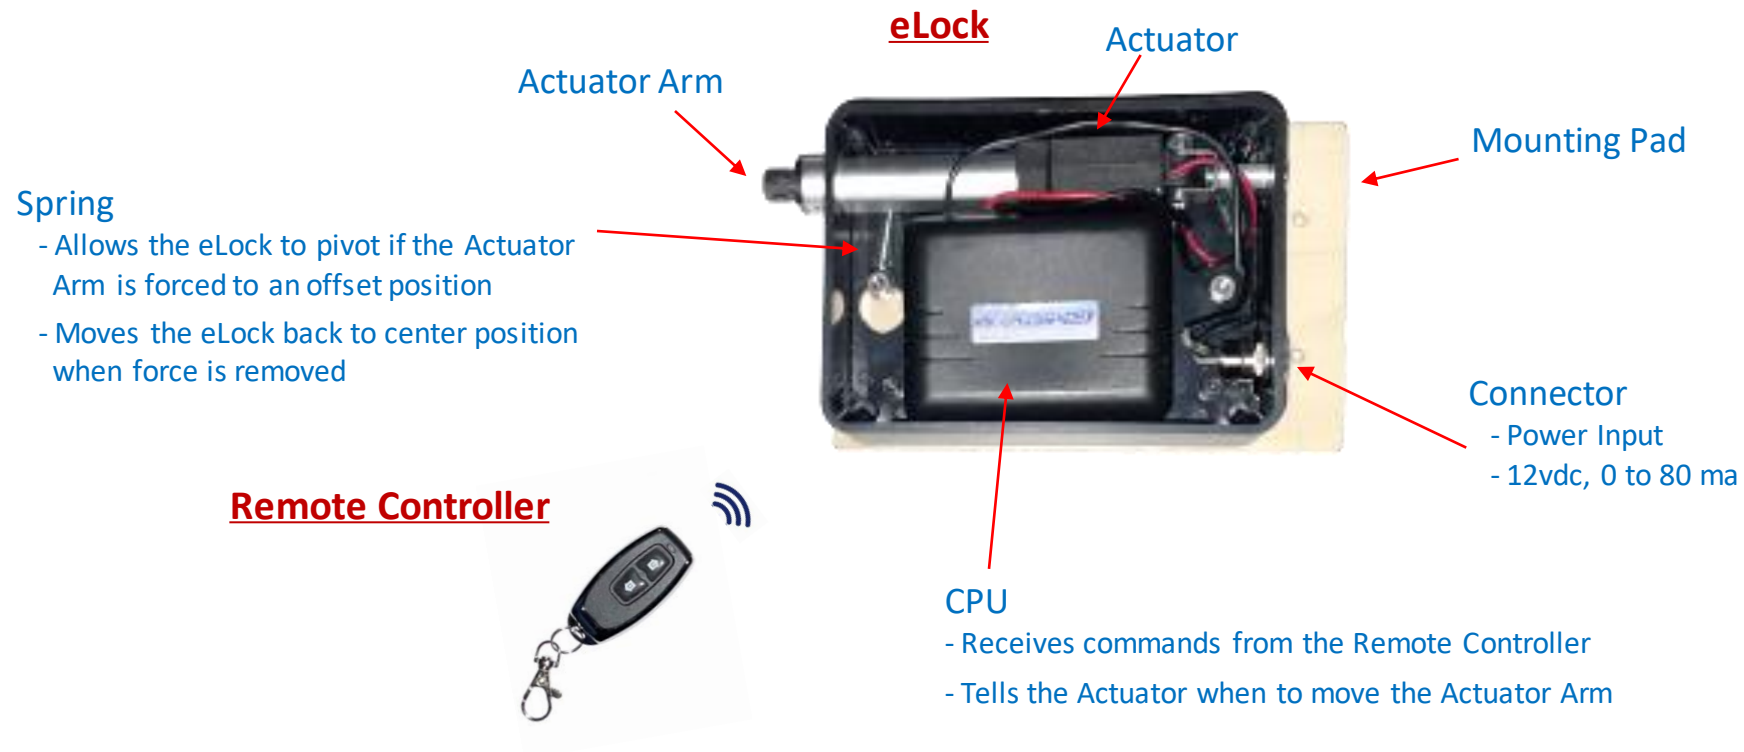 eLock
Actuator
Actuator Arm
Mounting Pad
Spring
- Allows the eLock to pivot if the Actuator
Arm is forced to an offset position
- Moves the eLock back to center position
when force is removed
Connector
- Power Input
- 12vdc, 0 to 80 ma
Remote Controller
CPU
- Receives commands from the Remote Controller
- Tells the Actuator when to move the Actuator Arm